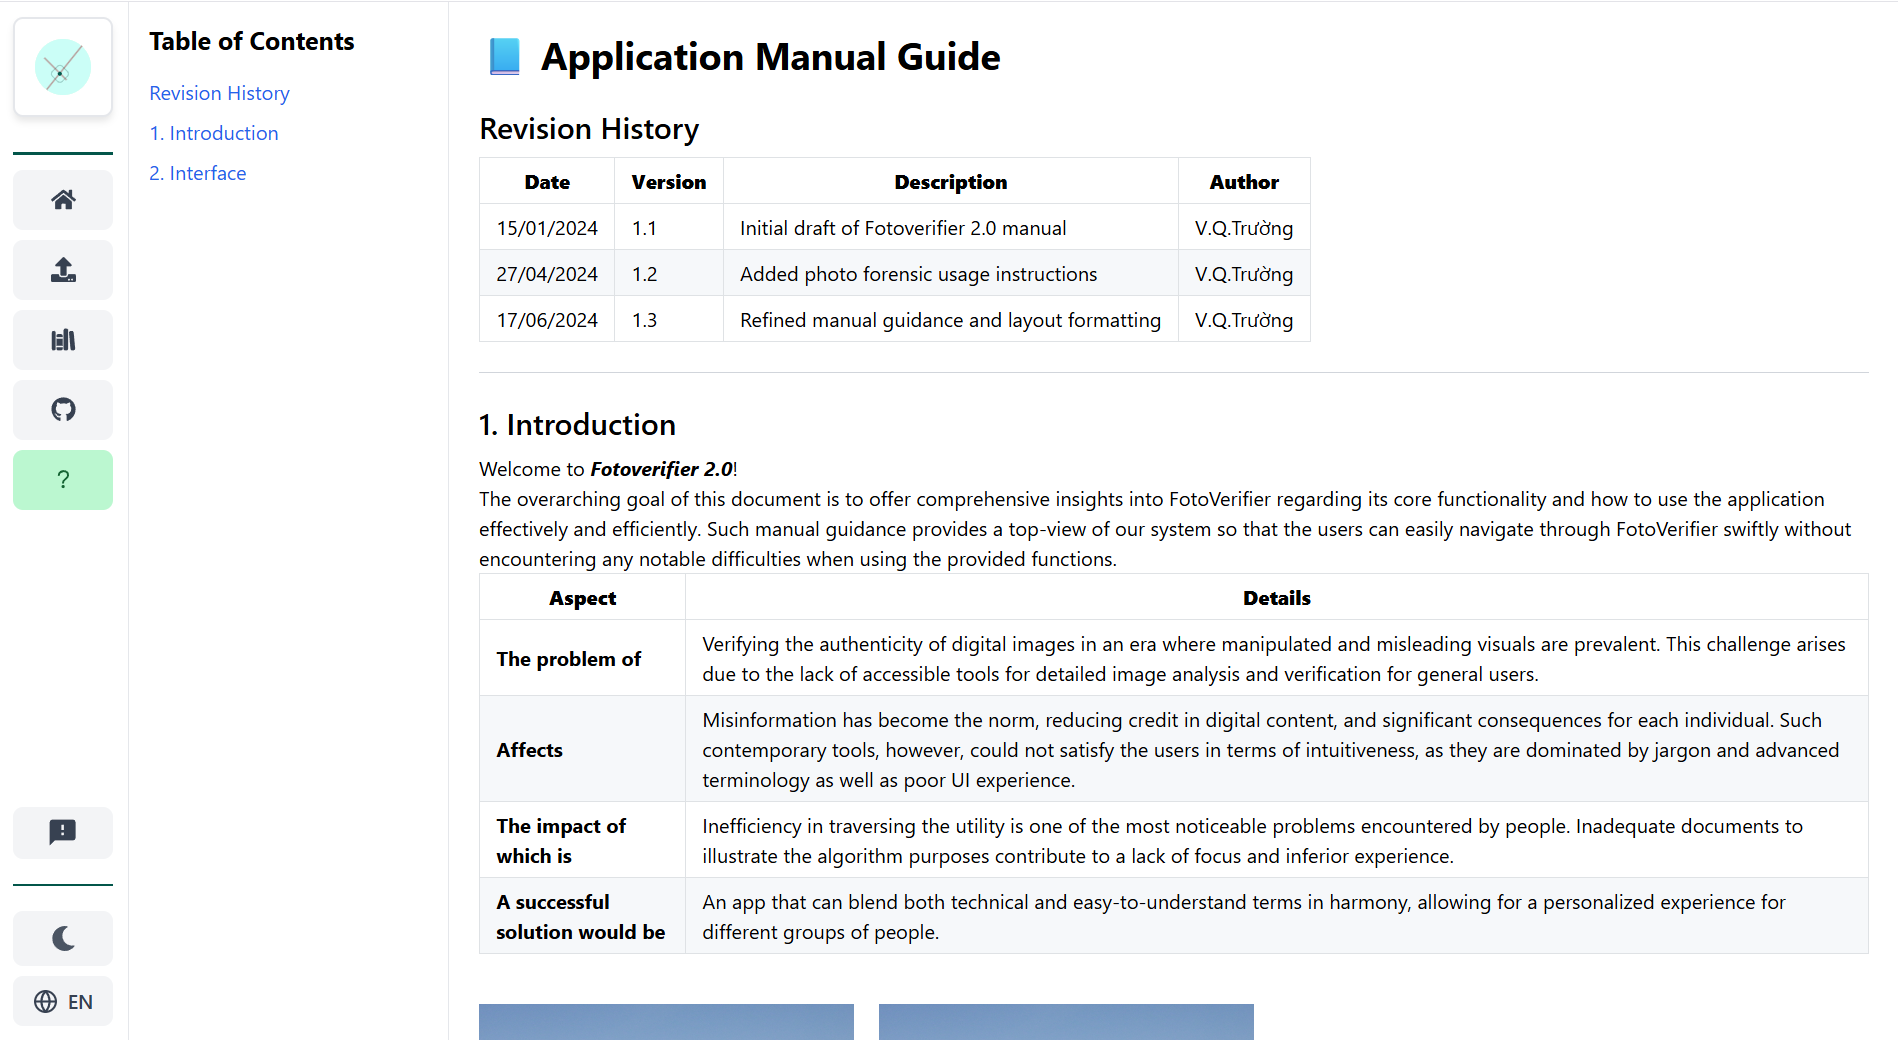 Table of Contents
Revision History
1. Introduction
2. Interface
?
EN
Application Manual Guide
Revision History
Date Version Description Author
15/01/2024 1.1 Initial draft of Fotoverifier 2.0 manual V.Q.Trường
27/04/2024 1.2 Added photo forensic usage instructions V.Q.Trường
17/06/2024 1.3 Refined manual guidance and layout formatting V.Q.Trường
1. Introduction
Welcome to Fotoverifier 2.0!
The overarching goal of this document is to offer comprehensive insights into FotoVerifier regarding its core functionality and how to use the application
effectively and efficiently. Such manual guidance provides a top-view of our system so that the users can easily navigate through FotoVerifier swiftly without
encountering any notable difficulties when using the provided functions.
Aspect Details
The problem of
Verifying the authenticity of digital images in an era where manipulated and misleading visuals are prevalent. This challenge arises
due to the lack of accessible tools for detailed image analysis and verification for general users.
Affects
Misinformation has become the norm, reducing credit in digital content, and significant consequences for each individual. Such
contemporary tools, however, could not satisfy the users in terms of intuitiveness, as they are dominated by jargon and advanced
terminology as well as poor UI experience.
The impact of
which is
Inefficiency in traversing the utility is one of the most noticeable problems encountered by people. Inadequate documents to
illustrate the algorithm purposes contribute to a lack of focus and inferior experience.
A successful
solution would be
An app that can blend both technical and easy-to-understand terms in harmony, allowing for a personalized experience for
different groups of people.